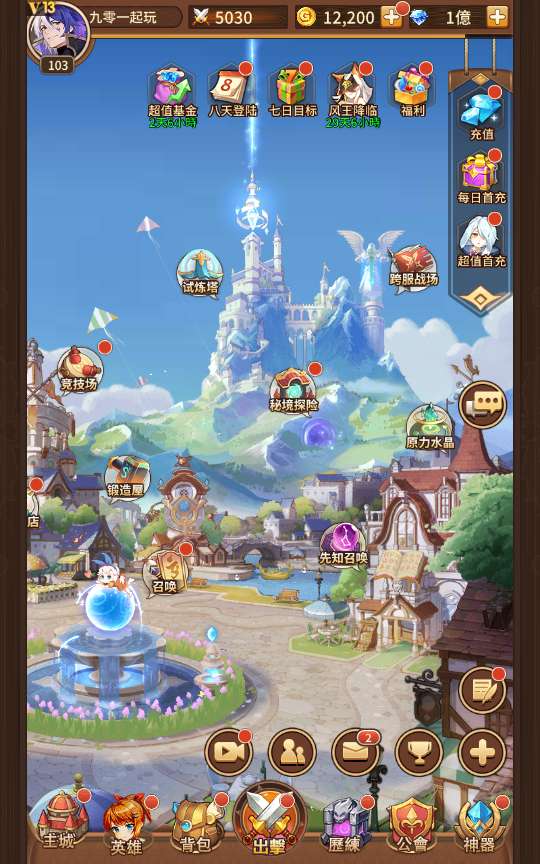 V13
九零一起玩
5030
G
12,200
1億
103
超值基金
2天6小時
八天登陆
8
七日目标
风王降临
29天6小時
福利
充值
每日首充
超值首充
试炼塔
跨服战场
竞技场
秘境探险
原力水晶
锻造屋
店
先知召唤
召唤
2
主城
英雄
背包
出擊
歷練
公會
神器